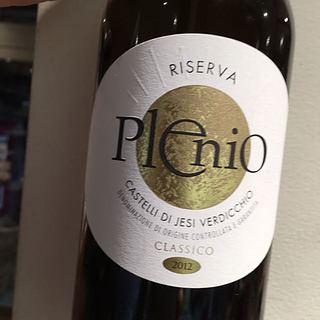 RISERVA
PlenIO
CASTELLI DI JESI VERDICCHIO
DENOMINAZIONE DI ORIGINE CONTROLLATA E GARANTITA
CLASSICO
2012